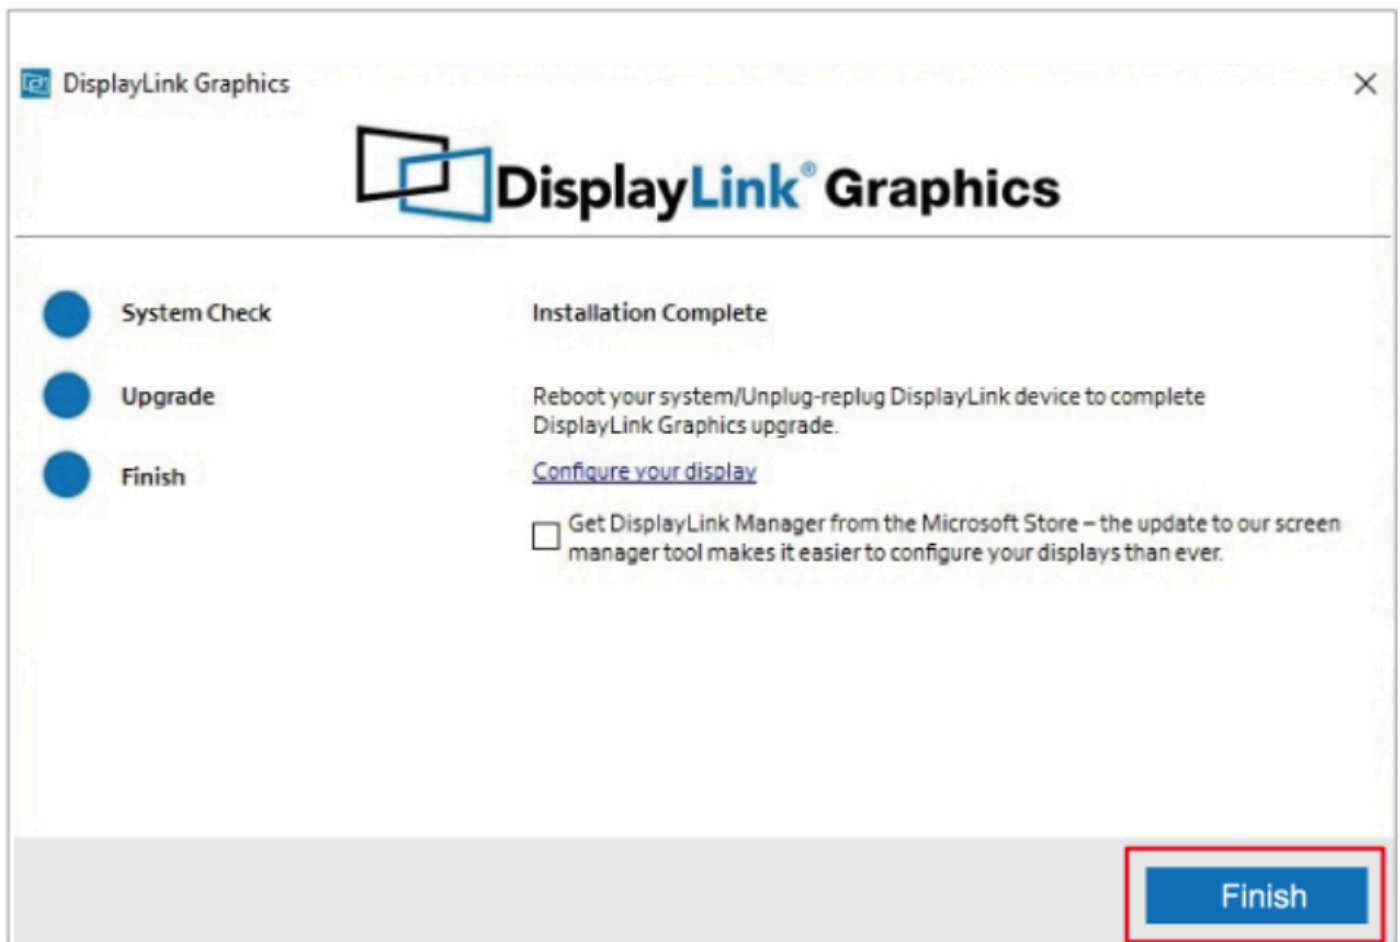 DisplayLink Graphics
DisplayLink® Graphics
System Check
Upgrade
Finish
Installation Complete
Reboot your system/Unplug-replug DisplayLink device to complete
DisplayLink Graphics upgrade.
Configure your display
Get DisplayLink Manager from the Microsoft Store – the update to our screen
manager tool makes it easier to configure your displays than ever.
Finish